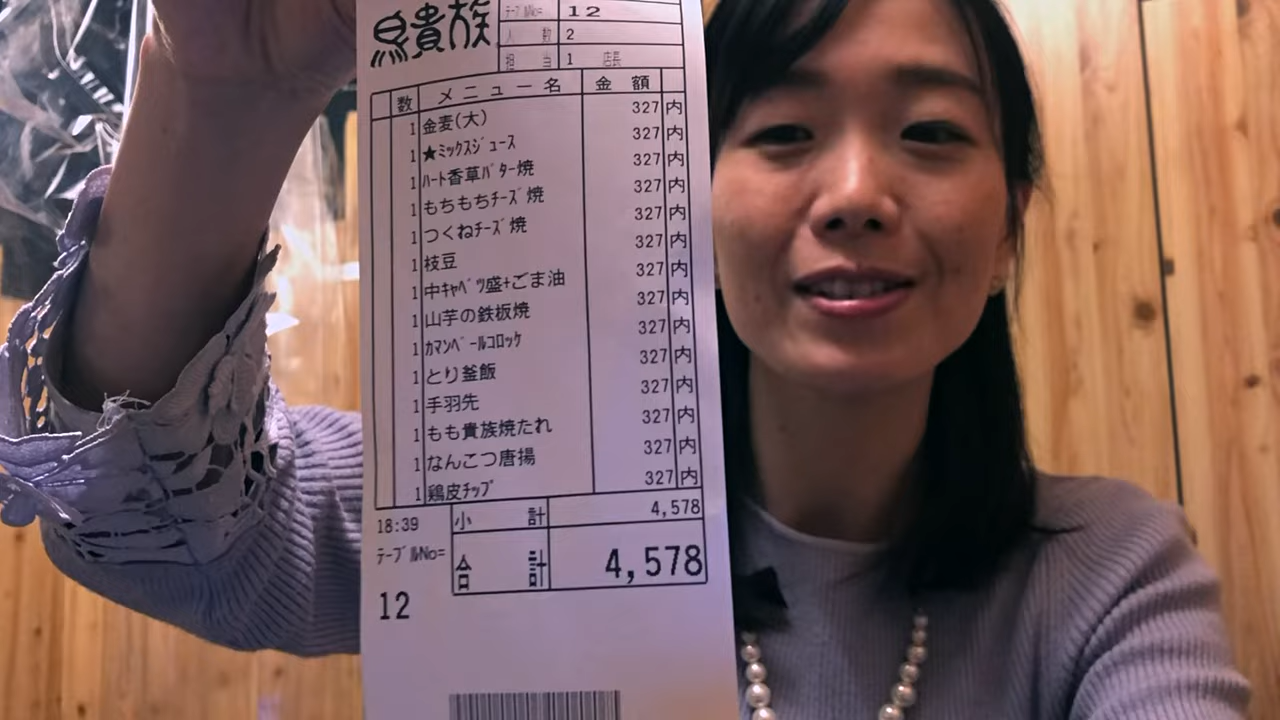 鳥貴族
テーブルNo= 12
人数 2
担当 1 店長
数 メニュー名 金額
1 金麦(大) 327 内
1 ★ミックスジュース 327 内
1 ハート香草バター焼 327 内
1 もちもちチーズ焼 327 内
1 つくねチーズ焼 327 内
1 枝豆 327 内
1 中キャベツ盛+ごま油 327 内
1 山芋の鉄板焼 327 内
1 カマンベールコロッケ 327 内
1 とり釜飯 327 内
1 手羽先 327 内
1 もも貴族焼たれ 327 内
1 なんこつ唐揚 327 内
1 鶏皮チップ 327 内
18:39 小計 4,578
テーブルNo= 合計 4,578
12